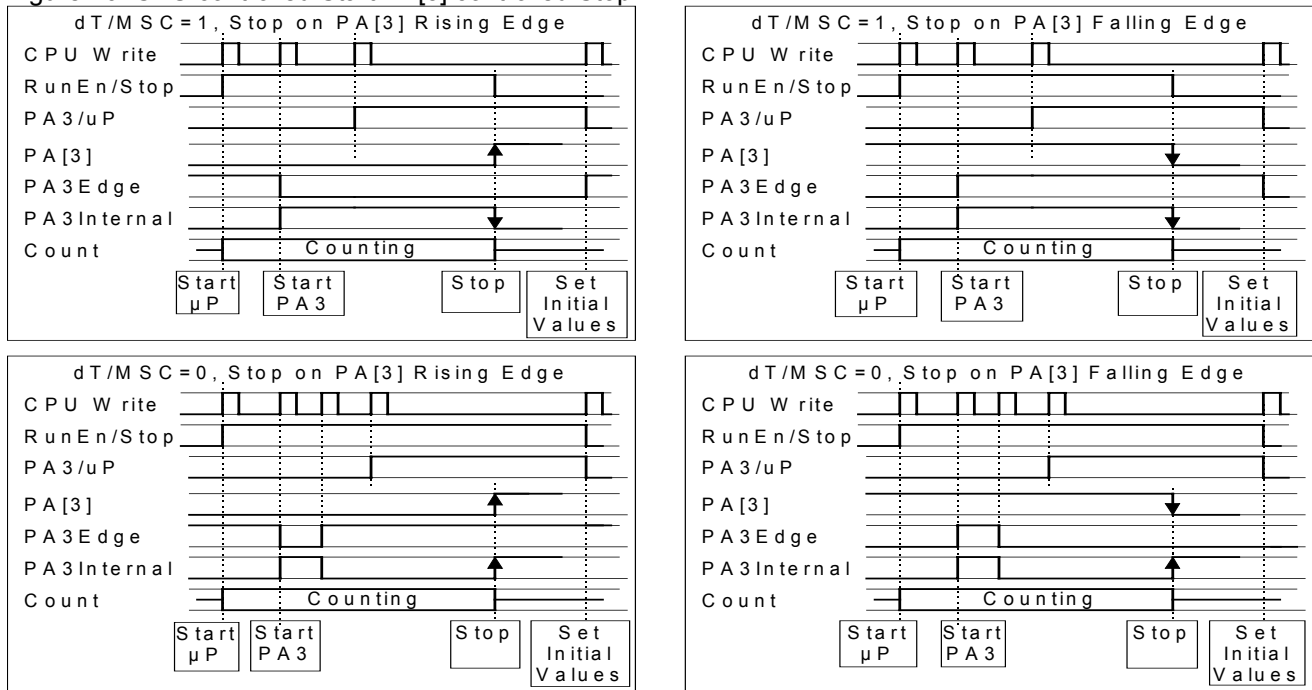 dT/MSC=1, Stop on PA[3] Rising Edge
CPU Write
RunEn/Stop
PA3/uP
PA[3]
PA3Edge
PA3Internal
Count
Counting
Start
µP
Start
PA3
Stop
Set
Initial
Values
dT/MSC=1, Stop on PA[3] Falling Edge
CPU Write
RunEn/Stop
PA3/uP
PA[3]
PA3Edge
PA3Internal
Count
Counting
Start
µP
Start
PA3
Stop
Set
Initial
Values
dT/MSC=0, Stop on PA[3] Rising Edge
CPU Write
RunEn/Stop
PA3/uP
PA[3]
PA3Edge
PA3Internal
Count
Counting
Start
µP
Start
PA3
Stop
Set
Initial
Values
dT/MSC=0, Stop on PA[3] Falling Edge
CPU Write
RunEn/Stop
PA3/uP
PA[3]
PA3Edge
PA3Internal
Count
Counting
Start
µP
Start
PA3
Stop
Set
Initial
Values